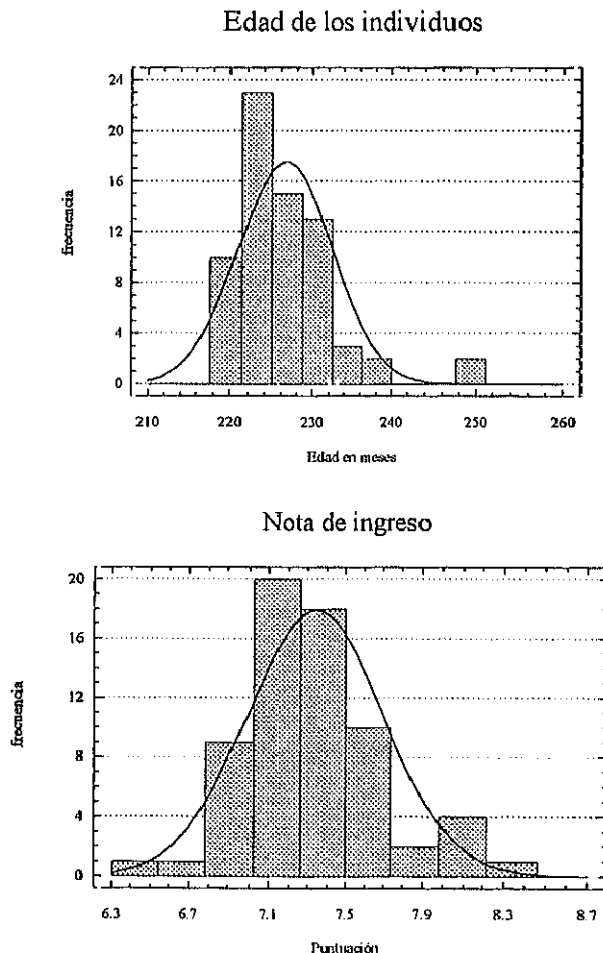 Edad de los individuos
24
20
16
12
8
4
0
frecuencia
210 220 230 240 250 260
Edad en meses
Nota de ingreso
20
16
12
8
4
0
frecuencia
6.3 6.7 7.1 7.5 7.9 8.3 8.7
Puntuación